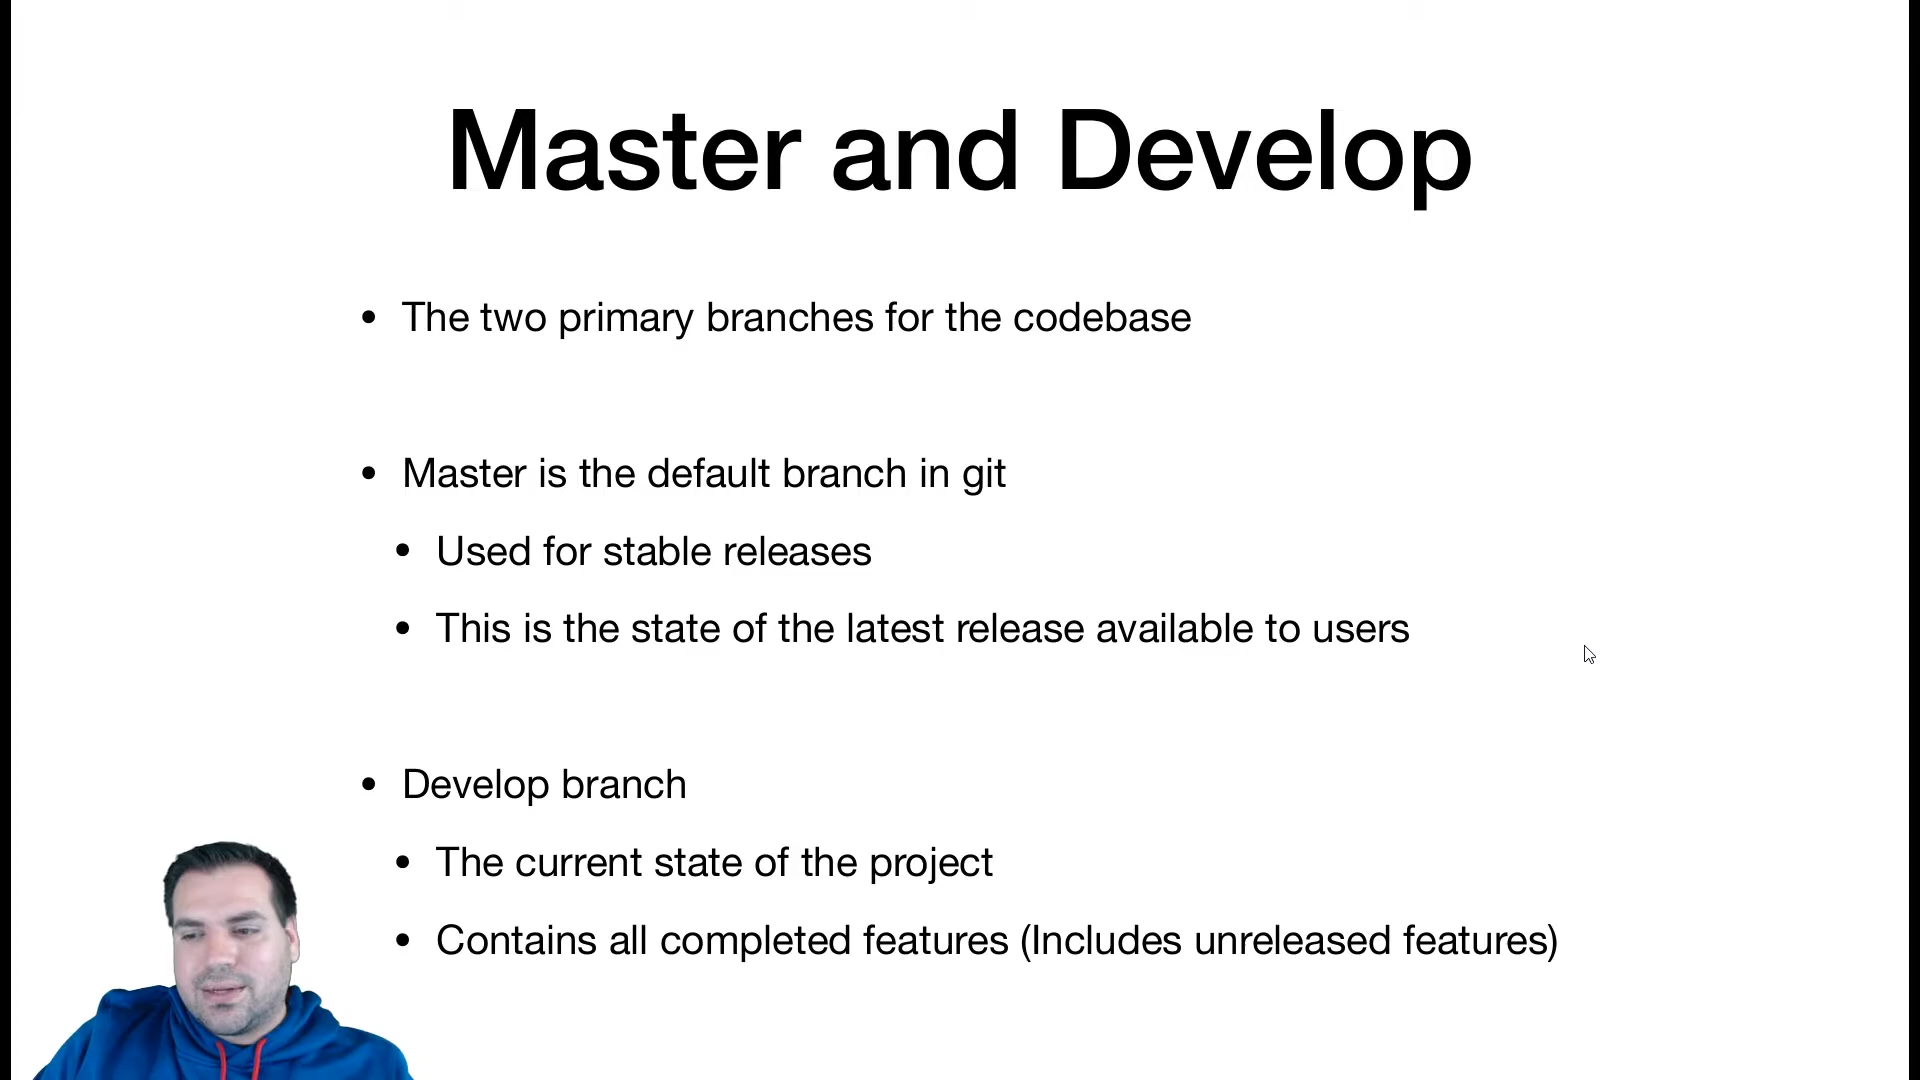 Master and Develop
• The two primary branches for the codebase
• Master is the default branch in git
• Used for stable releases
• This is the state of the latest release available to users
• Develop branch
• The current state of the project
• Contains all completed features (Includes unreleased features)